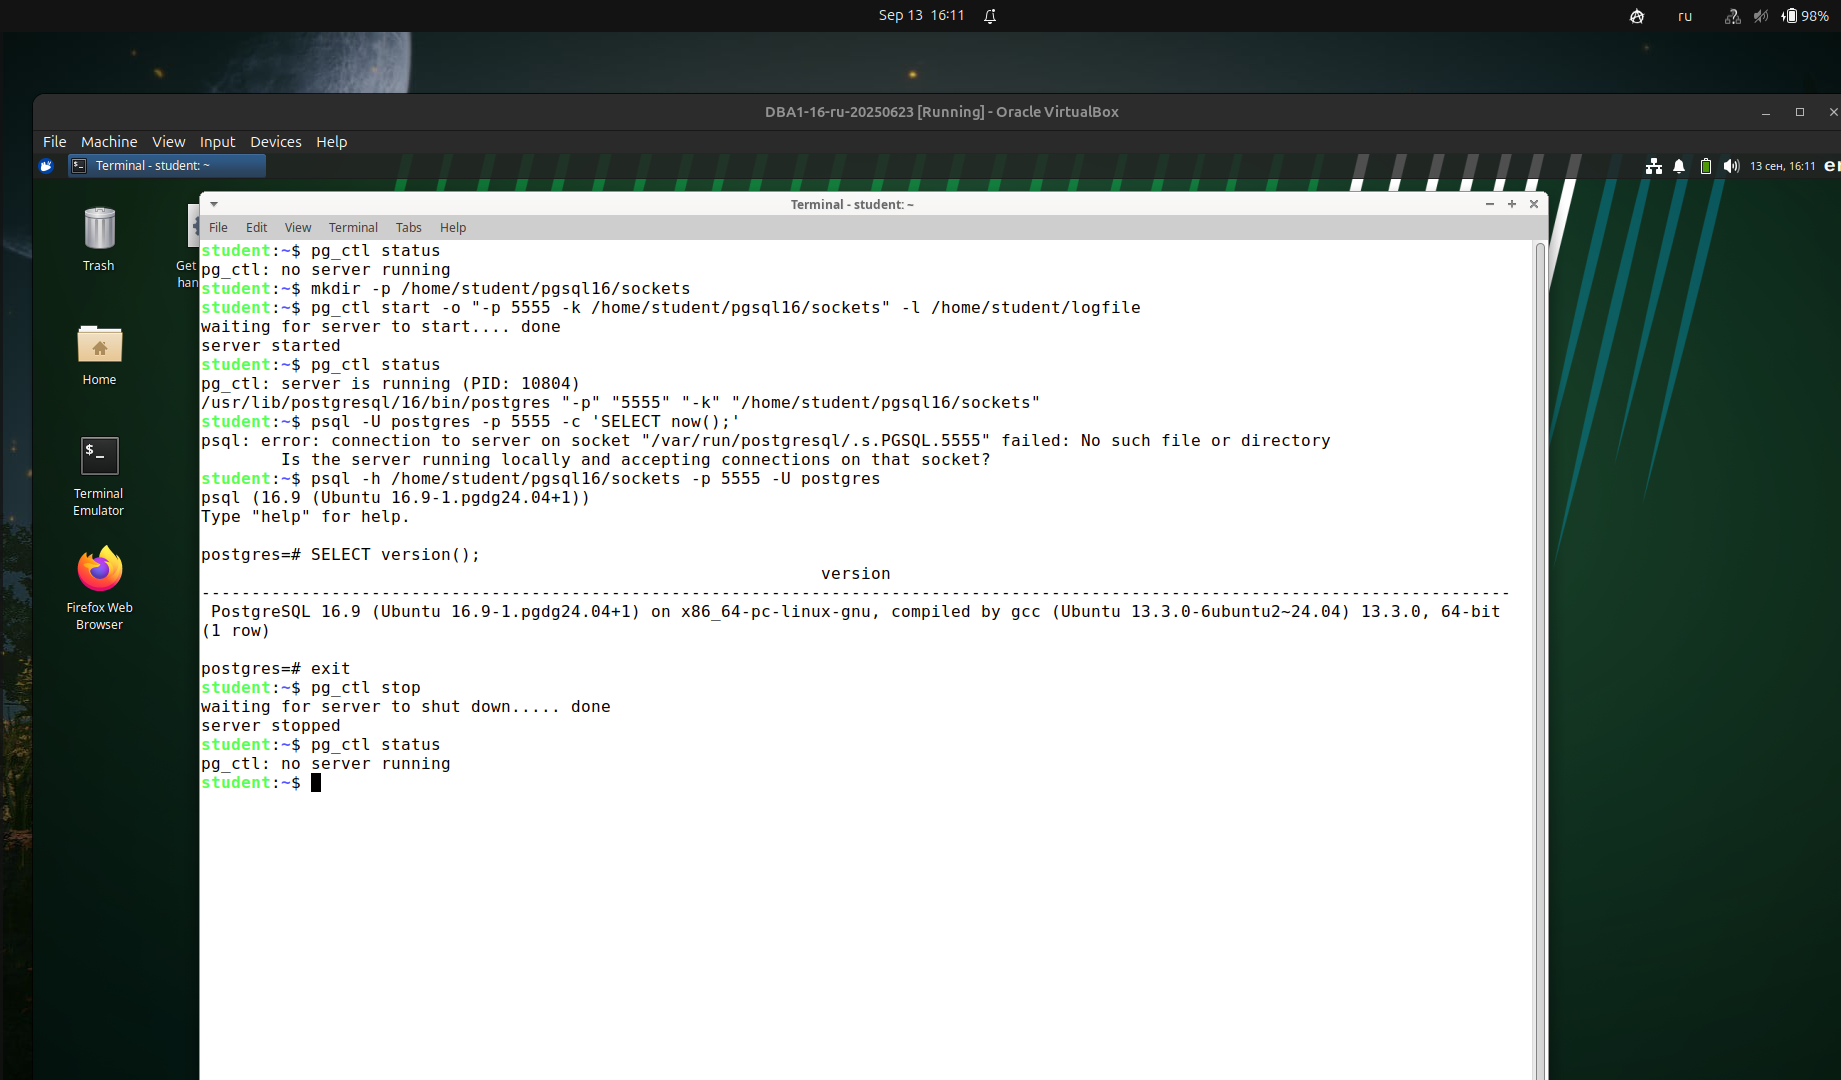 Sep 13 16:11
ru
98%
DBA1-16-ru-20250623 [Running] - Oracle VirtualBox
File Machine View Input Devices Help
Terminal - student: ~
13 сен, 16:11
Terminal - student: ~
File Edit View Terminal Tabs Help
Trash
Get
han
Home
Terminal
Emulator
Firefox Web
Browser
student:~$ pg_ctl status
pg_ctl: no server running
student:~$ mkdir -p /home/student/pgsql16/sockets
student:~$ pg_ctl start -o "-p 5555 -k /home/student/pgsql16/sockets" -l /home/student/logfile
waiting for server to start.... done
server started
student:~$ pg_ctl status
pg_ctl: server is running (PID: 10804)
/usr/lib/postgresql/16/bin/postgres "-p" "5555" "-k" "/home/student/pgsql16/sockets"
student:~$ psql -U postgres -p 5555 -c 'SELECT now();'
psql: error: connection to server on socket "/var/run/postgresql/.s.PGSQL.5555" failed: No such file or directory
Is the server running locally and accepting connections on that socket?
student:~$ psql -h /home/student/pgsql16/sockets -p 5555 -U postgres
psql (16.9 (Ubuntu 16.9-1.pgdg24.04+1))
Type "help" for help.
postgres=# SELECT version();
version
-----------------------------------------------------------------------------------------------------------------------------------
PostgreSQL 16.9 (Ubuntu 16.9-1.pgdg24.04+1) on x86_64-pc-linux-gnu, compiled by gcc (Ubuntu 13.3.0-6ubuntu2~24.04) 13.3.0, 64-bit
(1 row)
postgres=# exit
student:~$ pg_ctl stop
waiting for server to shut down..... done
server stopped
student:~$ pg_ctl status
pg_ctl: no server running
student:~$